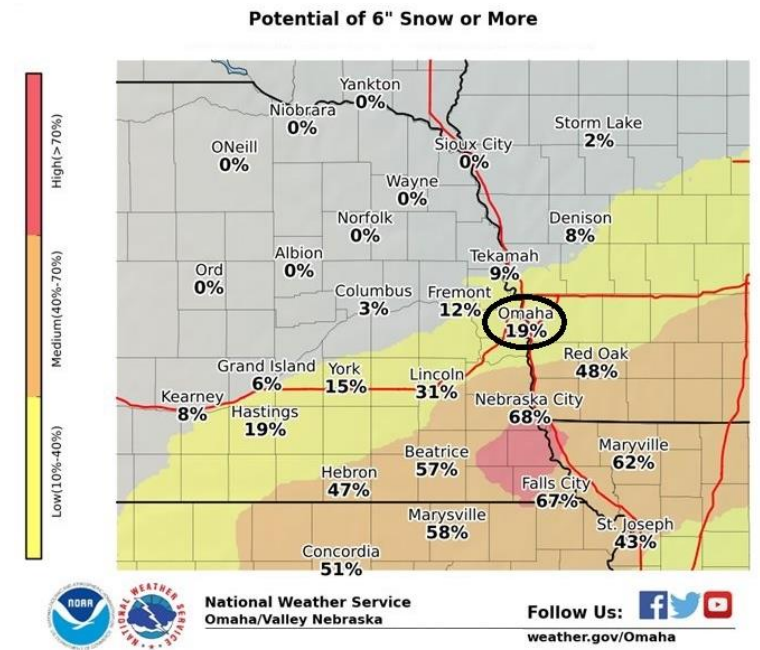 Potential of 6" Snow or More
High(>70%)
Medium(40%-70%)
Low(10%-40%)
Yankton
0%
Niobrara
0%
Storm Lake
2%
ONeill
0%
Sioux City
0%
Wayne
0%
Norfolk
0%
Denison
8%
Albion
0%
Tekamah
9%
Ord
0%
Columbus
3%
Fremont
12%
Omaha
19%
Red Oak
48%
Grand Island
6%
York
15%
Lincoln
31%
Kearney
8%
Hastings
19%
Nebraska City
68%
Beatrice
57%
Maryville
62%
Hebron
47%
Falls City
67%
Marysville
58%
St. Joseph
43%
Concordia
51%
NOAA
NATIONAL WEATHER SERVICE
National Weather Service
Omaha/Valley Nebraska
Follow Us:
weather.gov/Omaha